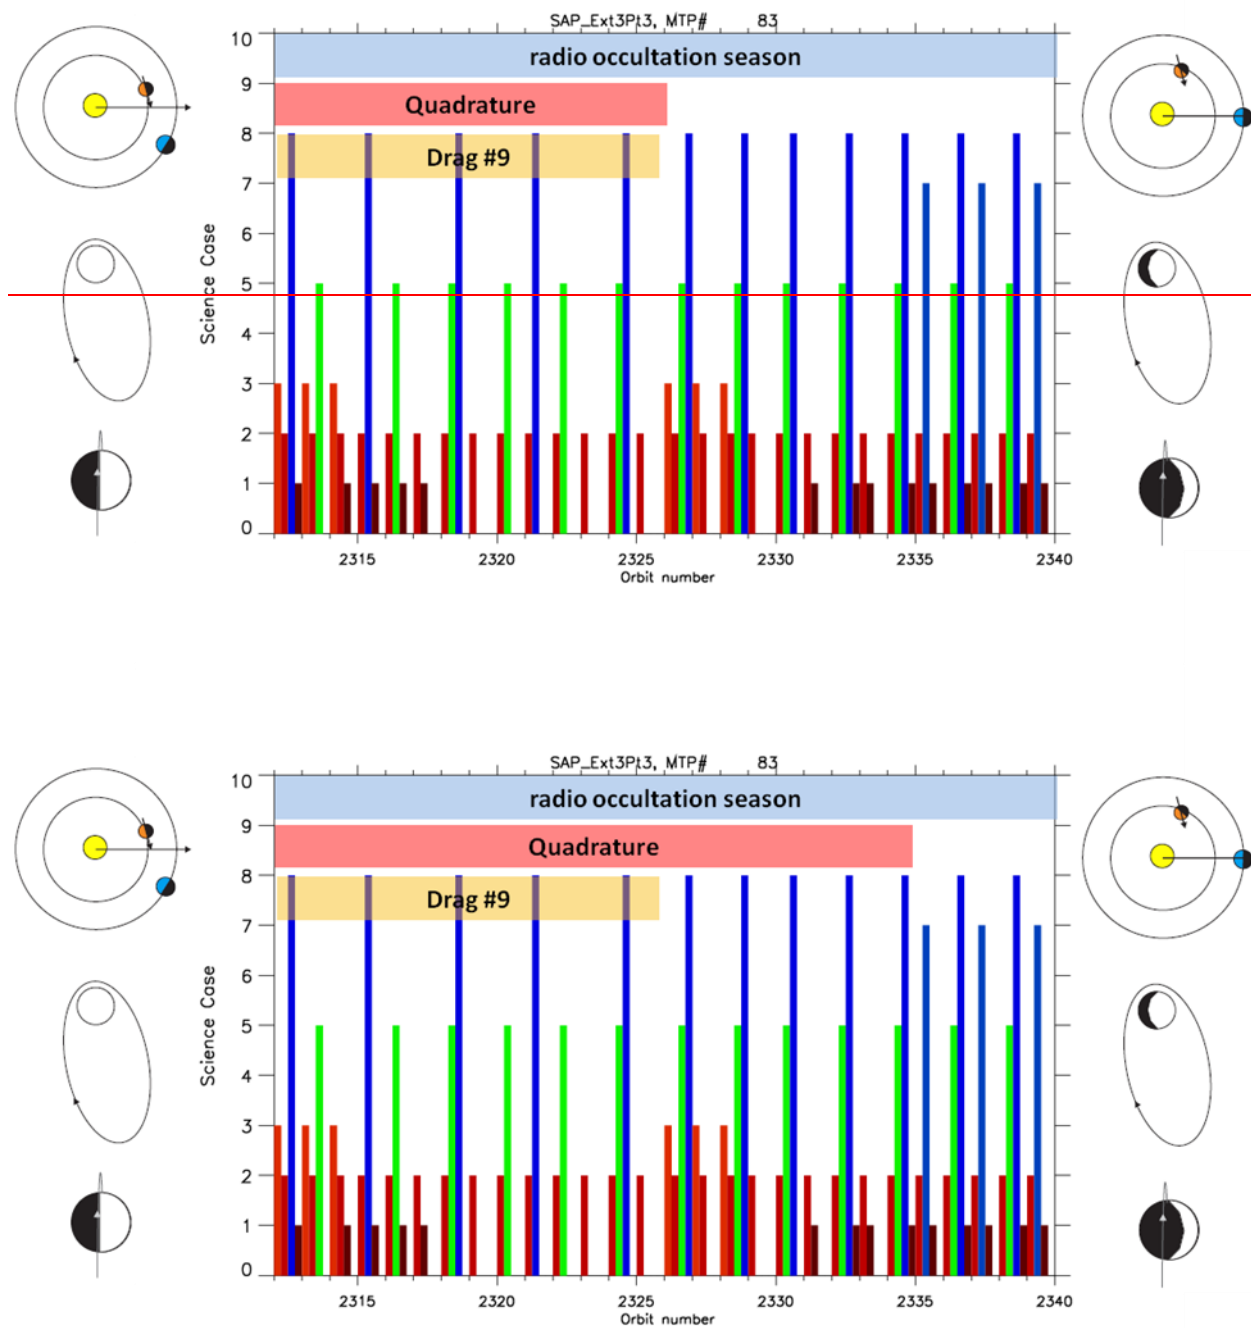 SAP_Ext3Pt3, MTP# 83
10
radio occultation season
9
Quadrature
8
Drag #9
7
6
5
4
3
2
1
0
Science Case
2315 2320 2325 2330 2335 2340
Orbit number
SAP_Ext3Pt3, MTP# 83
10
radio occultation season
9
Quadrature
8
Drag #9
7
6
5
4
3
2
1
0
Science Case
2315 2320 2325 2330 2335 2340
Orbit number